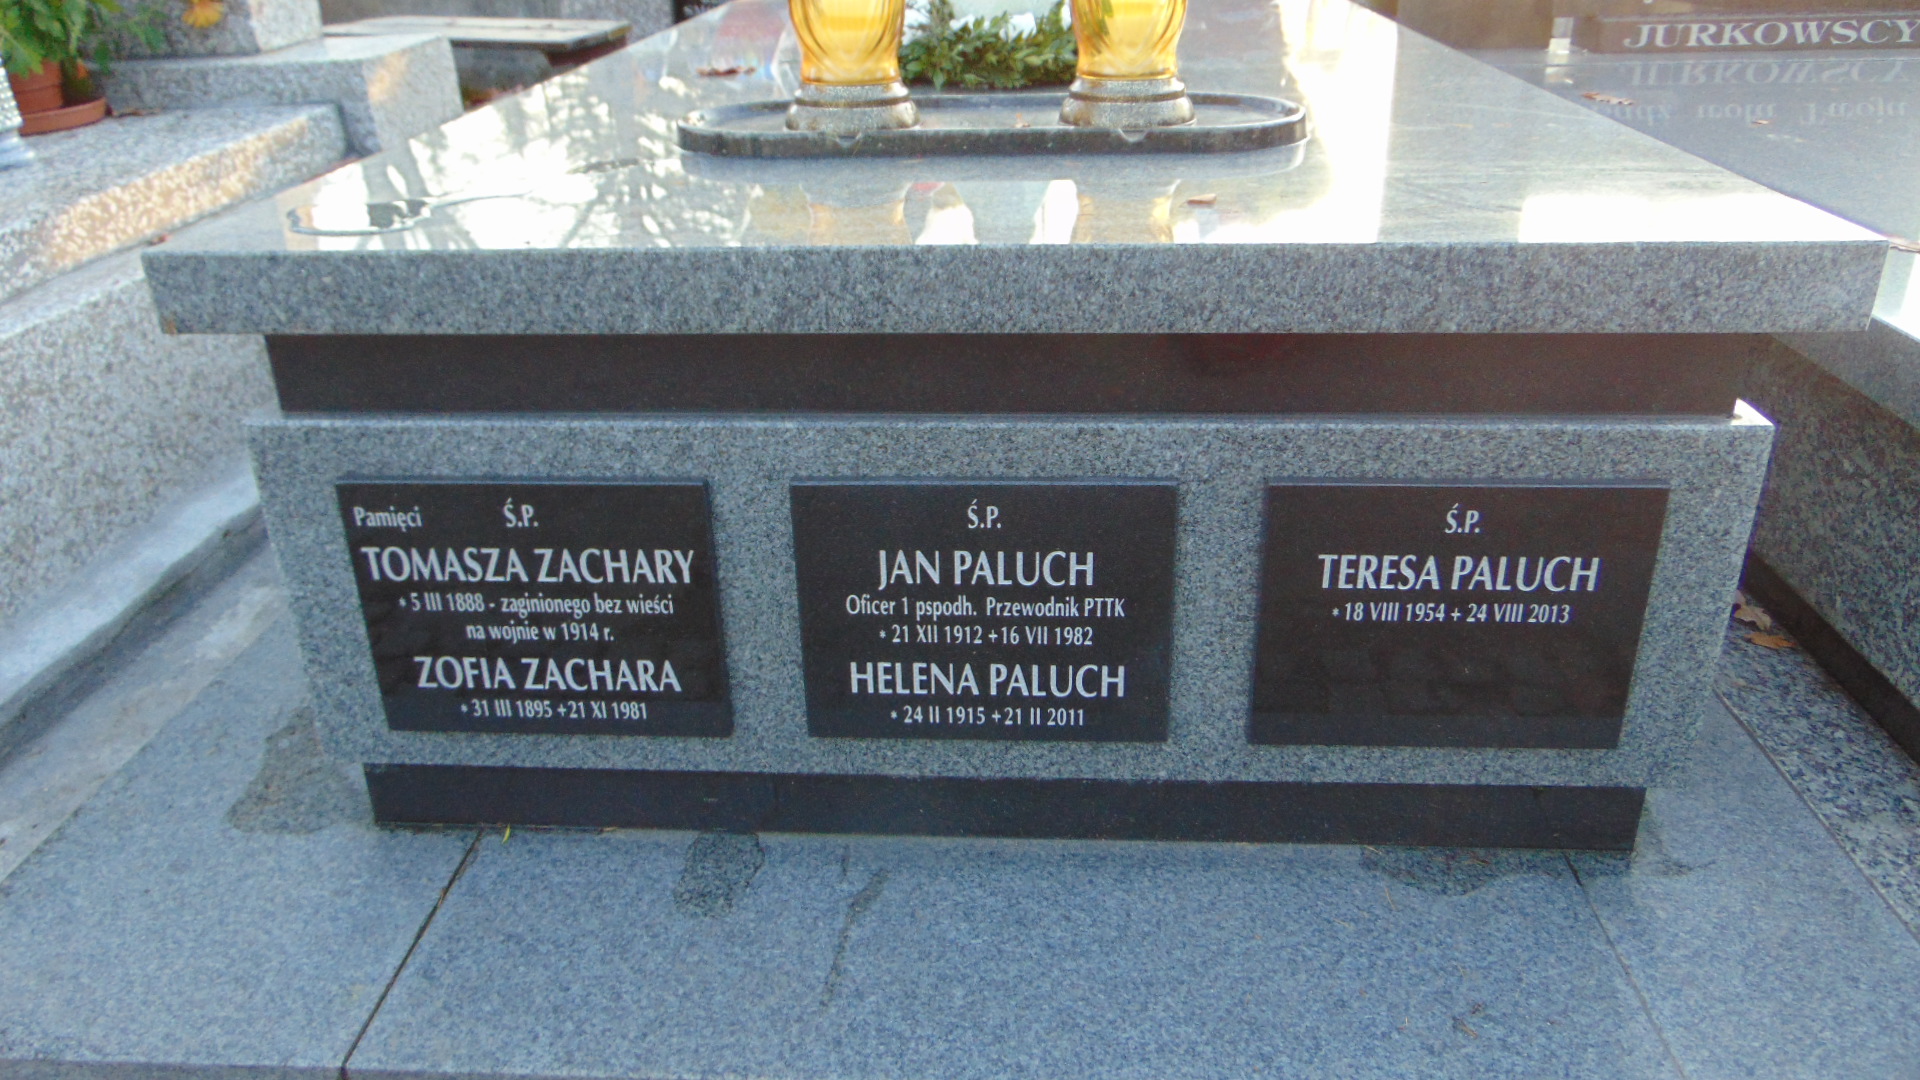 JURKOWSCY
Pamięci Ś.P.
TOMASZA ZACHARY
* 5 III 1888 - zaginionego bez wieści
na wojnie w 1914 r.
ZOFIA ZACHARA
* 31 III 1895 + 21 XI 1981
Ś.P.
JAN PALUCH
Oficer 1 pspodh. Przewodnik PTTK
* 21 XII 1912 + 16 VII 1982
HELENA PALUCH
* 24 II 1915 + 21 II 2011
Ś.P.
TERESA PALUCH
* 18 VIII 1954 + 24 VIII 2013